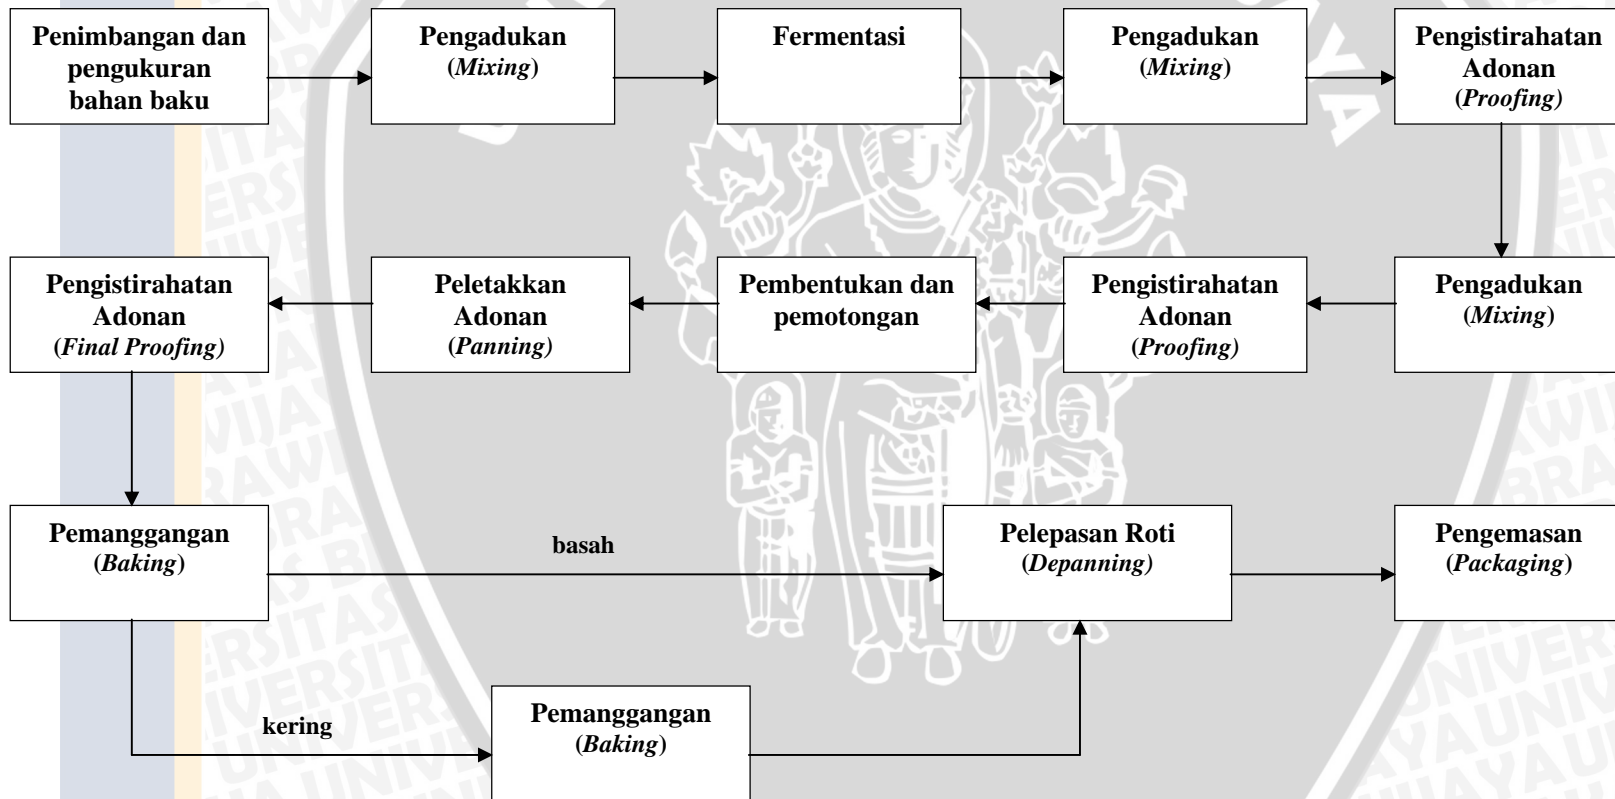 Penimbangan dan
pengukuran
bahan baku
Pengadukan
(Mixing)
Fermentasi
Pengadukan
(Mixing)
Pengistirahatan
Adonan
(Proofing)
Pengistirahatan
Adonan
(Final Proofing)
Peletakkan
Adonan
(Panning)
Pembentukan dan
pemotongan
Pengistirahatan
Adonan
(Proofing)
Pengadukan
(Mixing)
Pemanggangan
(Baking)
basah
Pelepasan Roti
(Depanning)
Pengemasan
(Packaging)
kering
Pemanggangan
(Baking)